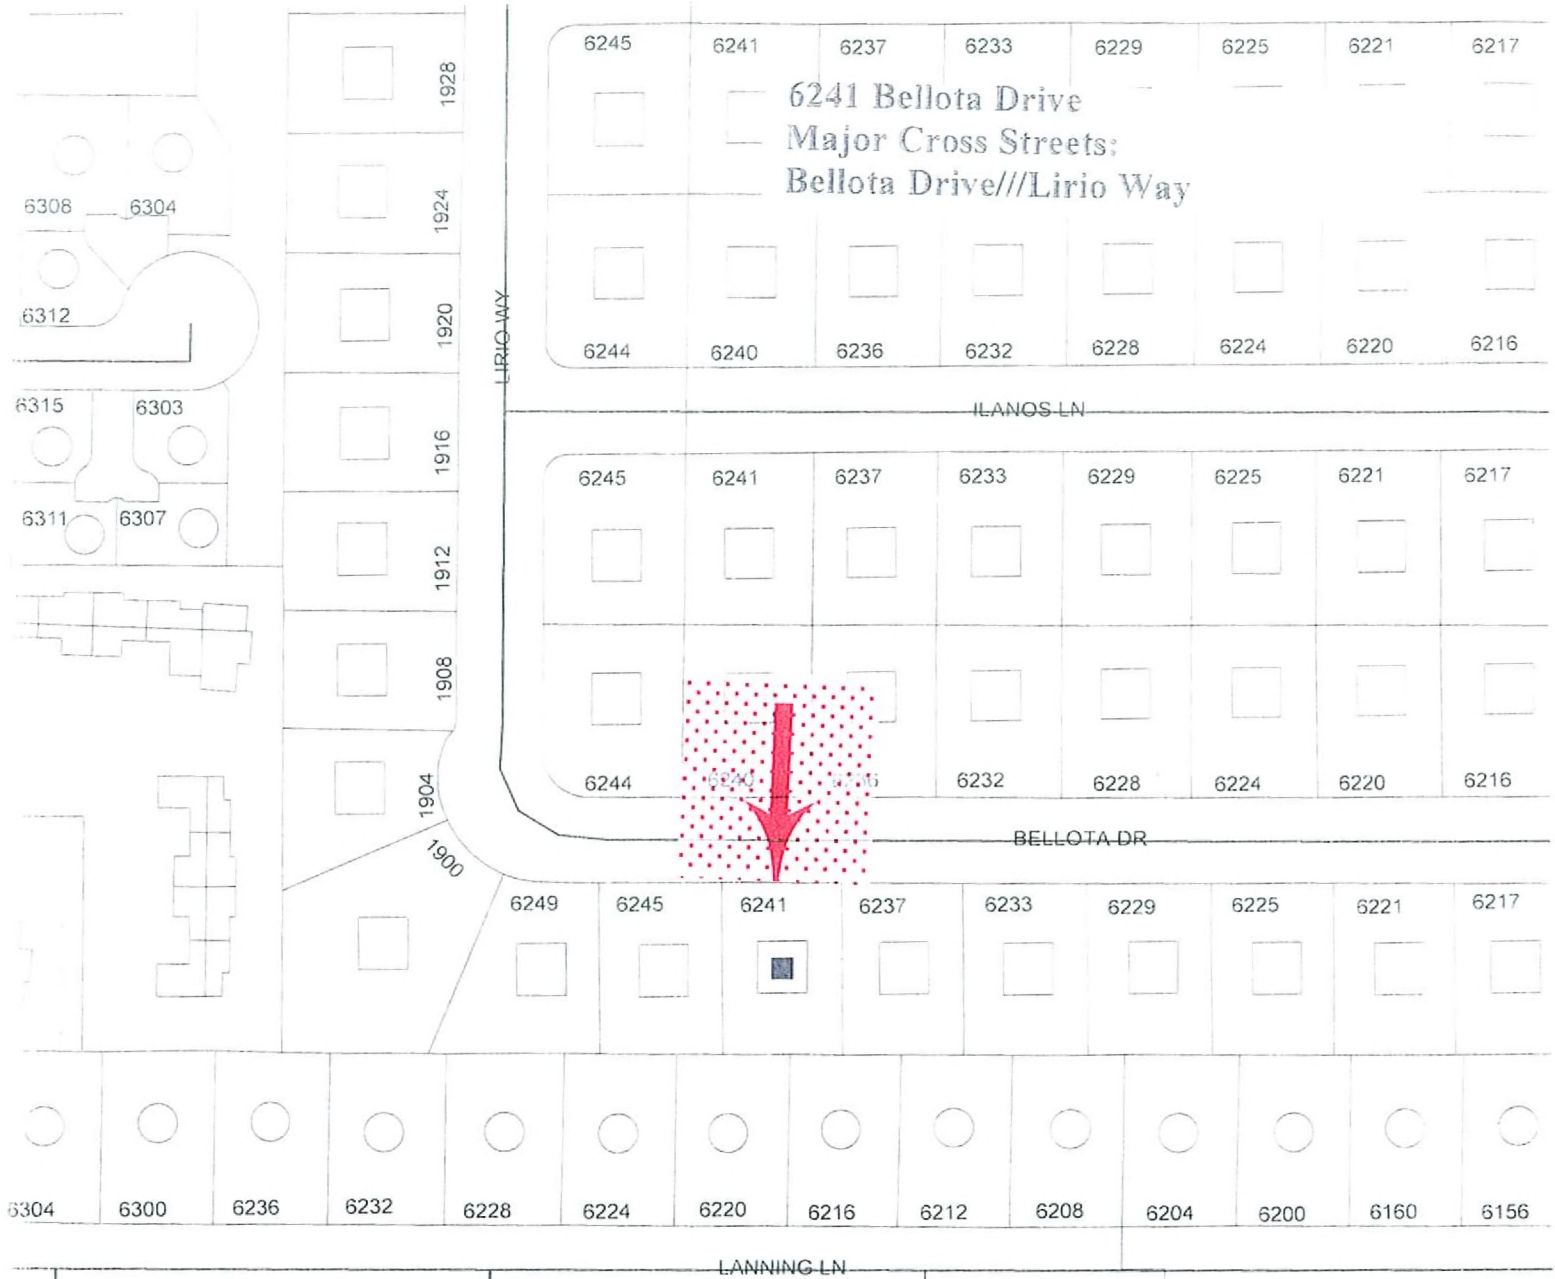 6245 6241 6237 6233 6229 6225 6221 6217
1928
6241 Bellota Drive
Major Cross Streets:
Bellota Drive///Lirio Way
6308 6304
1924
6312
1920
LIRIO WY
6244 6240 6236 6232 6228 6224 6220 6216
6315 6303
ILANOS LN
1916
6245 6241 6237 6233 6229 6225 6221 6217
6311 6307
1912
1908
6244 6240 6236 6232 6228 6224 6220 6216
1904
BELLOTA DR
1900
6249 6245 6241 6237 6233 6229 6225 6221 6217
6304 6300 6236 6232 6228 6224 6220 6216 6212 6208 6204 6200 6160 6156
LANNING LN